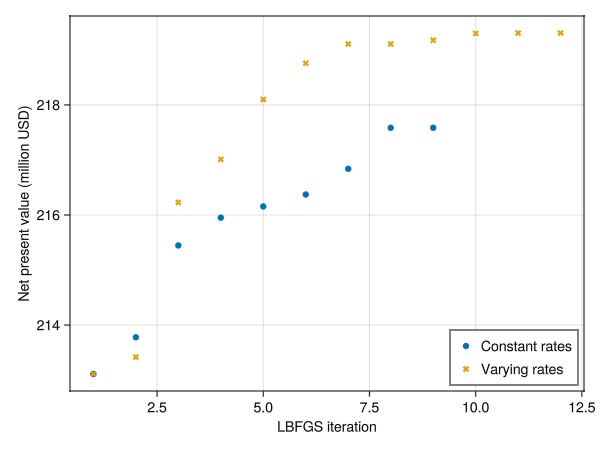 Net present value (million USD)
218
216
214
2.5 5.0 7.5 10.0 12.5
LBFGS iteration
Constant rates
Varying rates